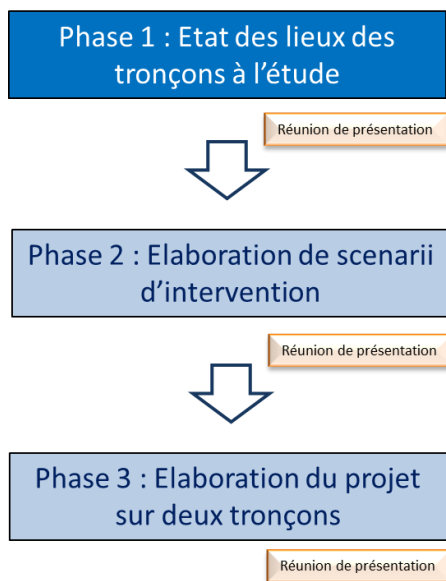 Phase 1 : Etat des lieux des
tronçons à l'étude
Réunion de présentation
Phase 2 : Elaboration de scenarii
d'intervention
Réunion de présentation
Phase 3 : Elaboration du projet
sur deux tronçons
Réunion de présentation